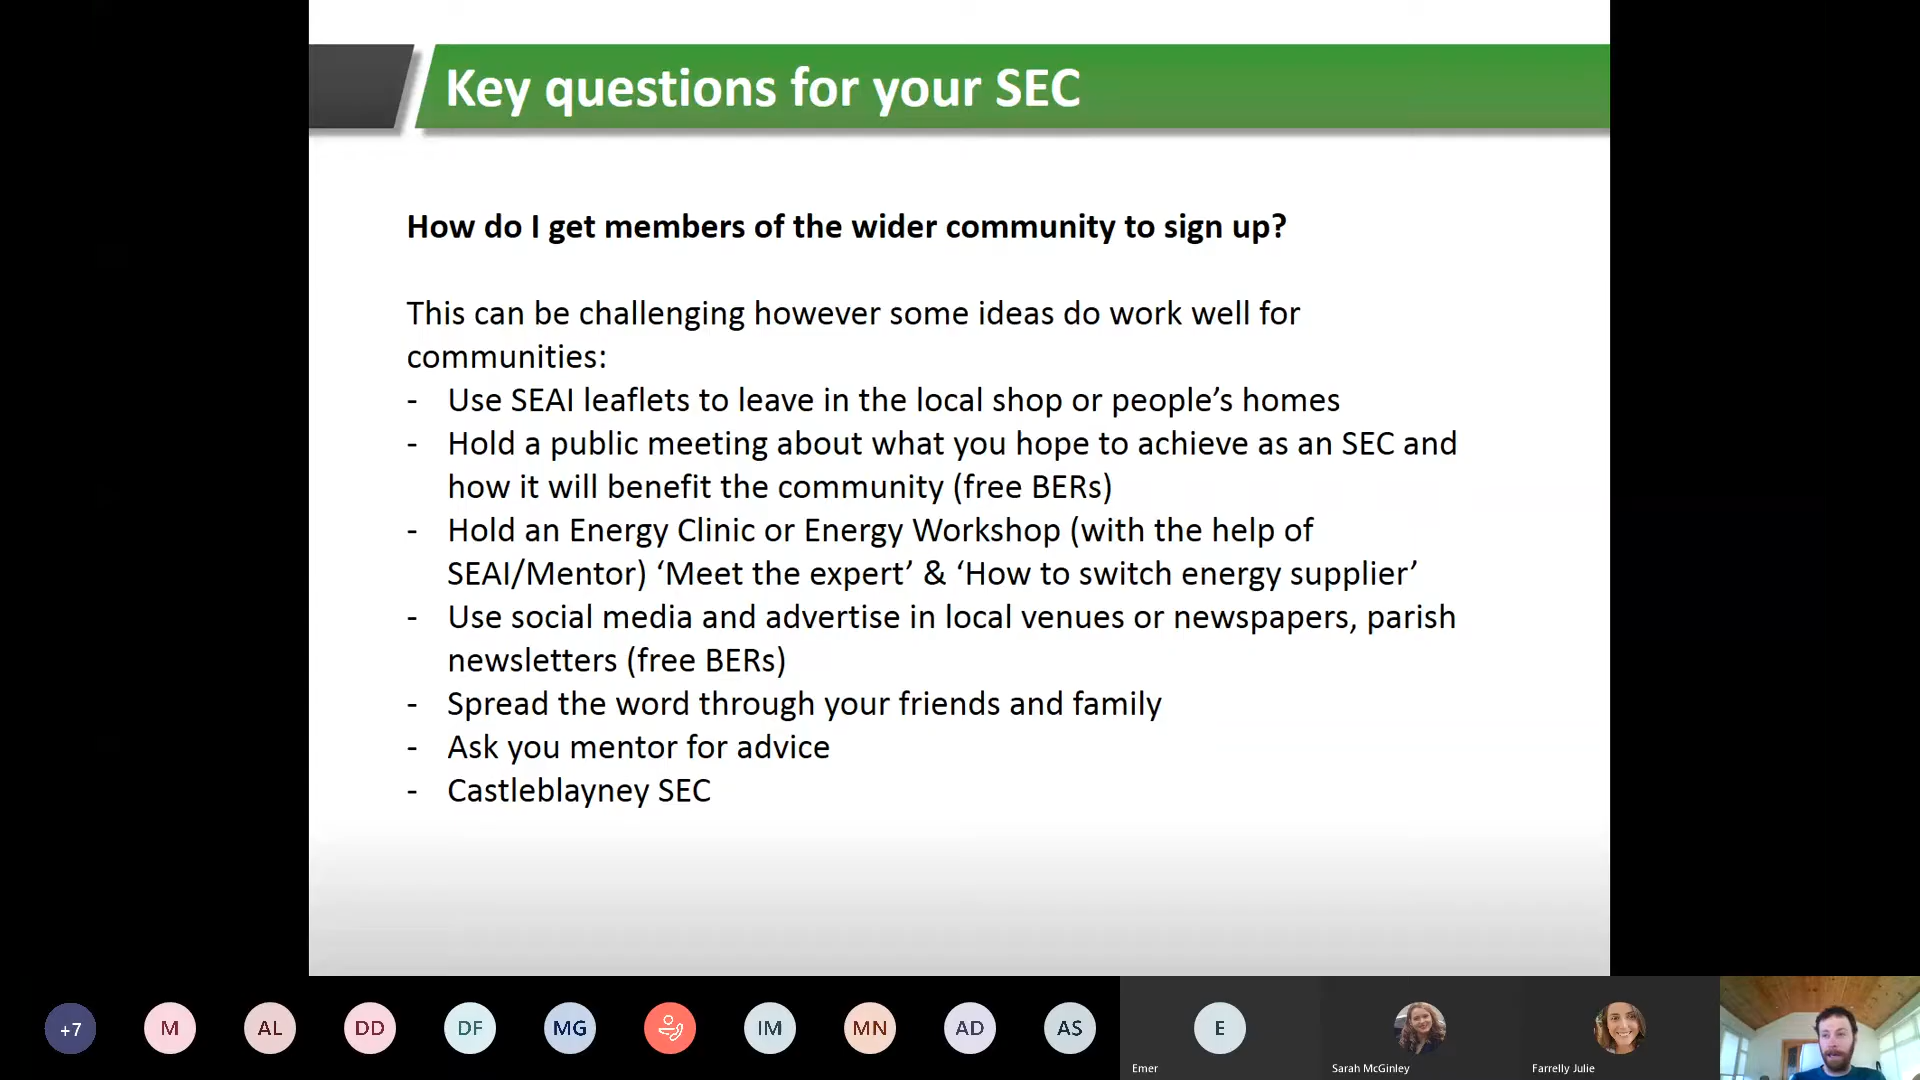 Key questions for your SEC
How do I get members of the wider community to sign up?
This can be challenging however some ideas do work well for
communities:
- Use SEAI leaflets to leave in the local shop or people’s homes
- Hold a public meeting about what you hope to achieve as an SEC and
how it will benefit the community (free BERs)
- Hold an Energy Clinic or Energy Workshop (with the help of
SEAI/Mentor) ‘Meet the expert’ & ‘How to switch energy supplier’
- Use social media and advertise in local venues or newspapers, parish
newsletters (free BERs)
- Spread the word through your friends and family
- Ask you mentor for advice
- Castleblayney SEC
+7 M AL DD DF MG IM MN AD AS E
Emer Sarah McGinley Farrelly Julie